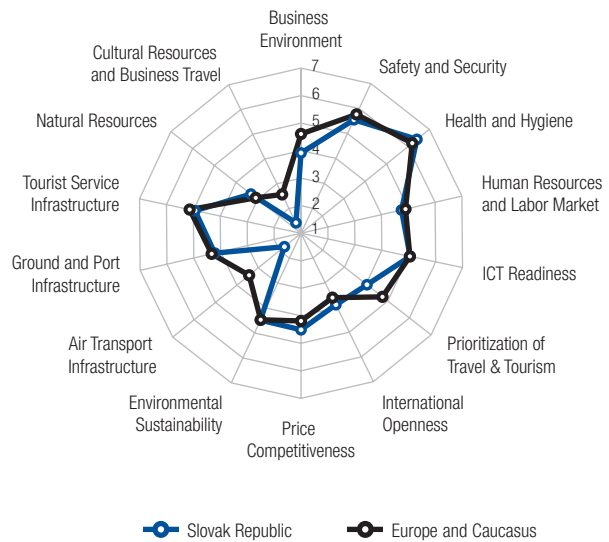 Business
Environment
Cultural Resources
and Business Travel
7
Safety and Security
6
Natural Resources
5
Health and Hygiene
4
3
Tourist Service
Infrastructure
2
Human Resources
and Labor Market
1
Ground and Port
Infrastructure
ICT Readiness
Air Transport
Infrastructure
Prioritization of
Travel & Tourism
Environmental
Sustainability
International
Openness
Price
Competitiveness
Slovak Republic
Europe and Caucasus